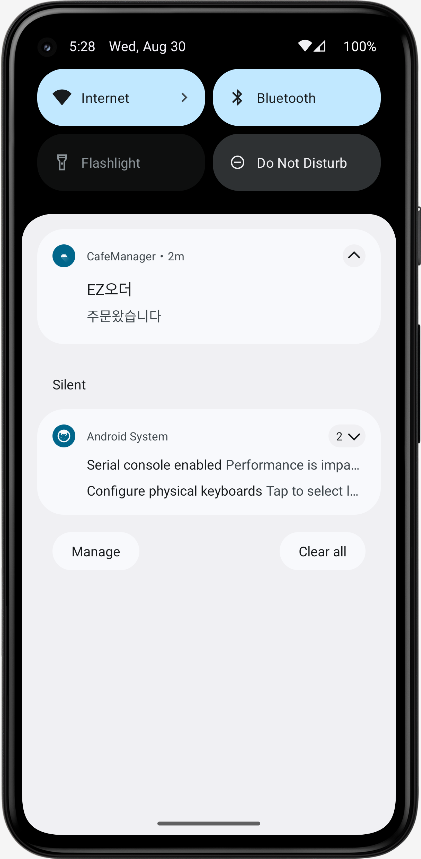 5:28 Wed, Aug 30 100%
Internet Bluetooth
Flashlight Do Not Disturb
CafeManager • 2m
EZ오더
주문왔습니다
Silent
Android System 2
Serial console enabled Performance is impa...
Configure physical keyboards Tap to select l...
Manage Clear all